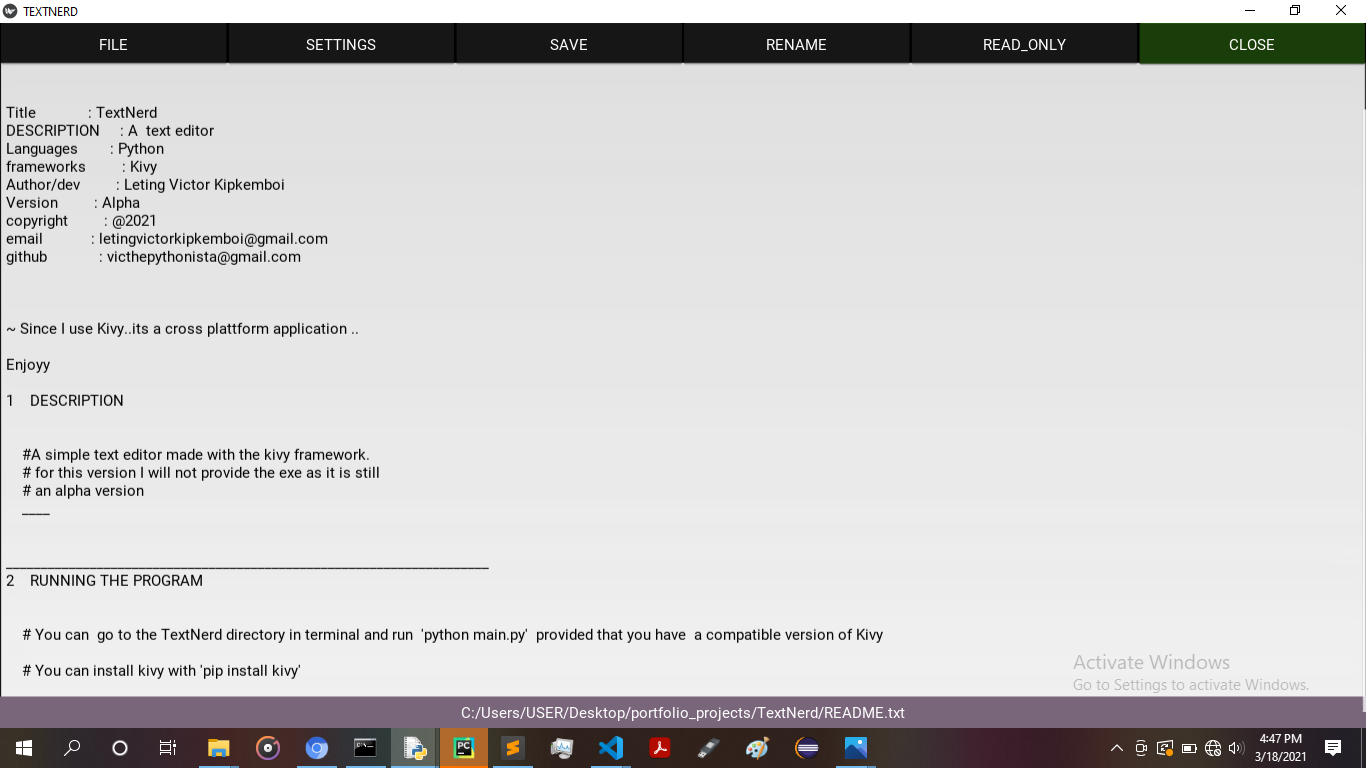 TEXTNERD
FILE SETTINGS SAVE RENAME READ_ONLY CLOSE
Title : TextNerd
DESCRIPTION : A text editor
Languages : Python
frameworks : Kivy
Author/dev : Leting Victor Kipkemboi
Version : Alpha
copyright : @2021
email : letingvictorkipkemboi@gmail.com
github : victhepythonista@gmail.com
~ Since I use Kivy..its a cross plattform application ..
Enjoyy
1 DESCRIPTION
#A simple text editor made with the kivy framework.
# for this version I will not provide the exe as it is still
# an alpha version
____
_____________________________________________________________________
2 RUNNING THE PROGRAM
# You can go to the TextNerd directory in terminal and run 'python main.py' provided that you have a compatible version of Kivy
# You can install kivy with 'pip install kivy'
Activate Windows
Go to Settings to activate Windows.
C:/Users/USER/Desktop/portfolio_projects/TextNerd/README.txt
PC
4:47 PM
3/18/2021